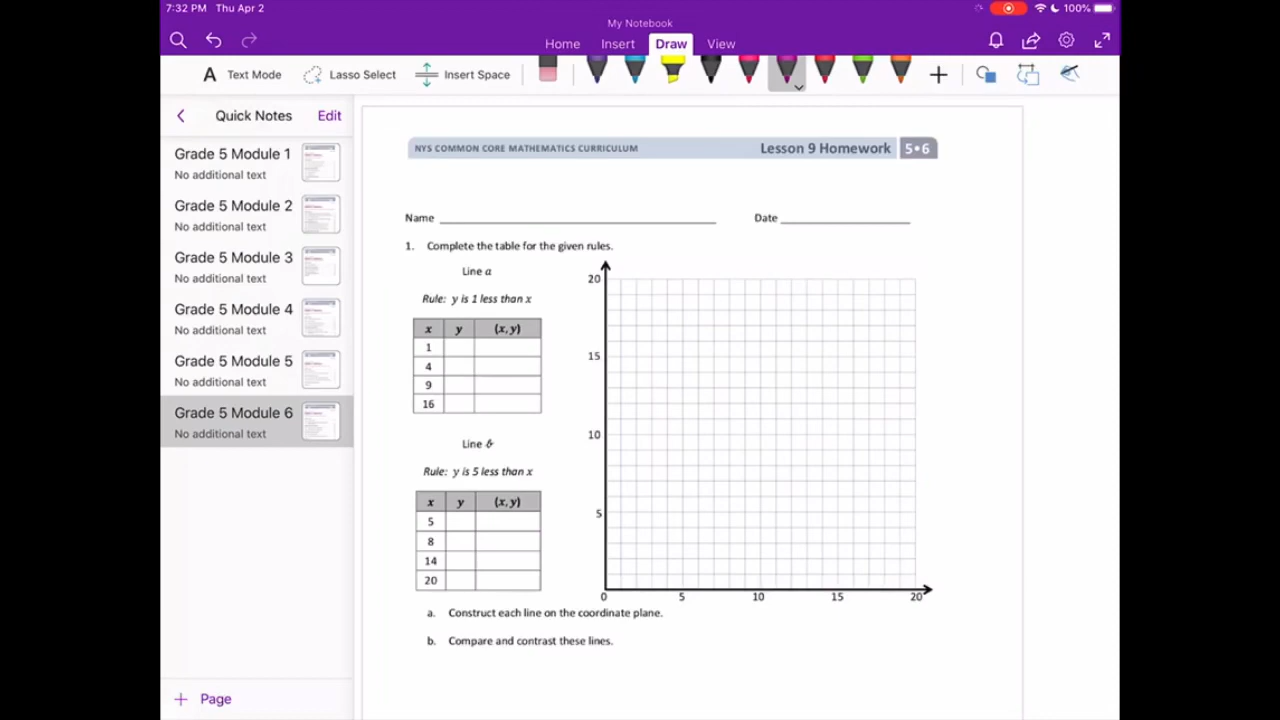 7:32 PM Thu Apr 2
100%
My Notebook
Home Insert Draw View
A Text Mode Lasso Select Insert Space
Quick Notes Edit
Grade 5 Module 1
No additional text
Grade 5 Module 2
No additional text
Grade 5 Module 3
No additional text
Grade 5 Module 4
No additional text
Grade 5 Module 5
No additional text
Grade 5 Module 6
No additional text
+ Page
NYS COMMON CORE MATHEMATICS CURRICULUM Lesson 9 Homework 5•6
Name ____ Date ____
1. Complete the table for the given rules.
Line a
Rule: y is 1 less than x
x y (x, y)
1
4
9
16
Line b
Rule: y is 5 less than x
x y (x, y)
5
8
14
20
20
15
10
5
0 5 10 15 20
a. Construct each line on the coordinate plane.
b. Compare and contrast these lines.